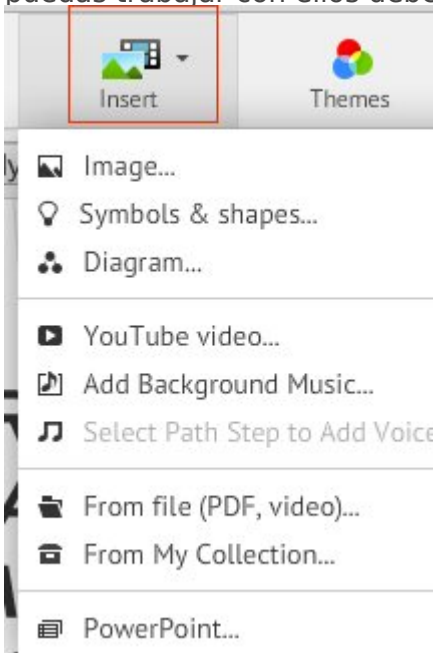 puedas trabajar con ellos debe
Insert Themes
Image...
Symbols & shapes...
Diagram...
YouTube video...
Add Background Music...
Select Path Step to Add Voice
From file (PDF, video)...
From My Collection...
PowerPoint...